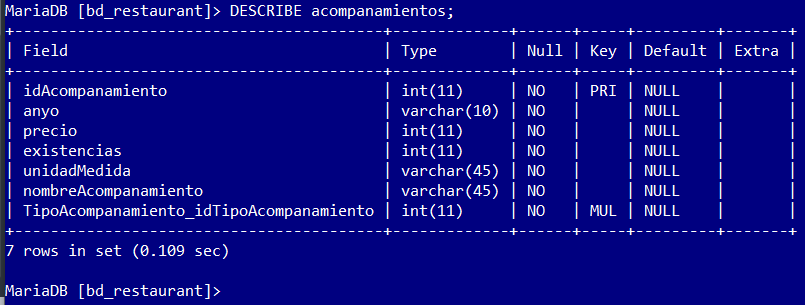 MariaDB [bd_restaurant]> DESCRIBE acompanamientos;
+----------------------------------------+-------------+------+-----+---------+-------+
| Field                                  | Type        | Null | Key | Default | Extra |
+----------------------------------------+-------------+------+-----+---------+-------+
| idAcompanamiento                       | int(11)     | NO   | PRI | NULL    |       |
| anyo                                   | varchar(10) | NO   |     | NULL    |       |
| precio                                 | int(11)     | NO   |     | NULL    |       |
| existencias                            | int(11)     | NO   |     | NULL    |       |
| unidadMedida                           | varchar(45) | NO   |     | NULL    |       |
| nombreAcompanamiento                   | varchar(45) | NO   |     | NULL    |       |
| TipoAcompanamiento_idTipoAcompanamiento | int(11)     | NO   | MUL | NULL    |       |
+----------------------------------------+-------------+------+-----+---------+-------+
7 rows in set (0.109 sec)
MariaDB [bd_restaurant]>